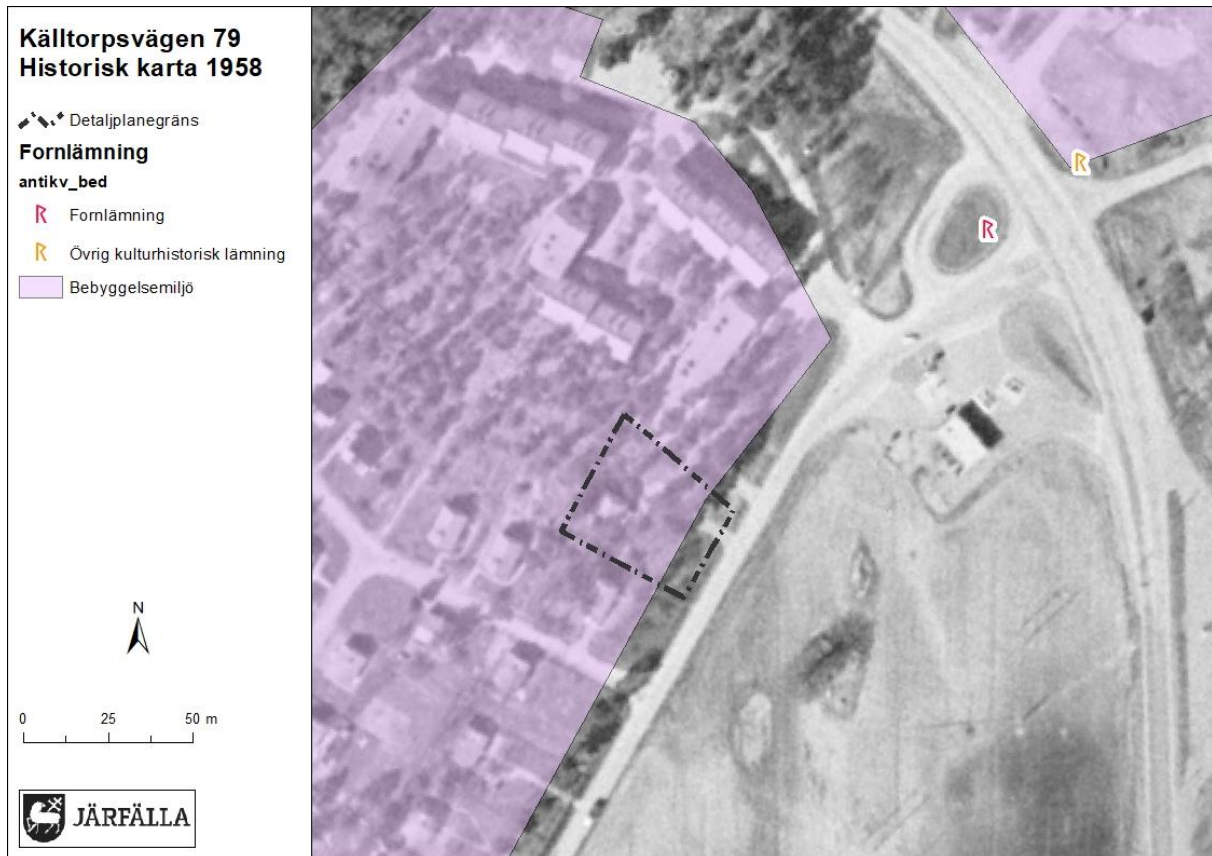 Källtorpsvägen 79
Historisk karta 1958
Detaljplanegräns
Fornlämning
antikv_bed
Fornlämning
Övrig kulturhistorisk lämning
Bebyggelsemiljö
N
0 25 50 m
JÄRFÄLLA